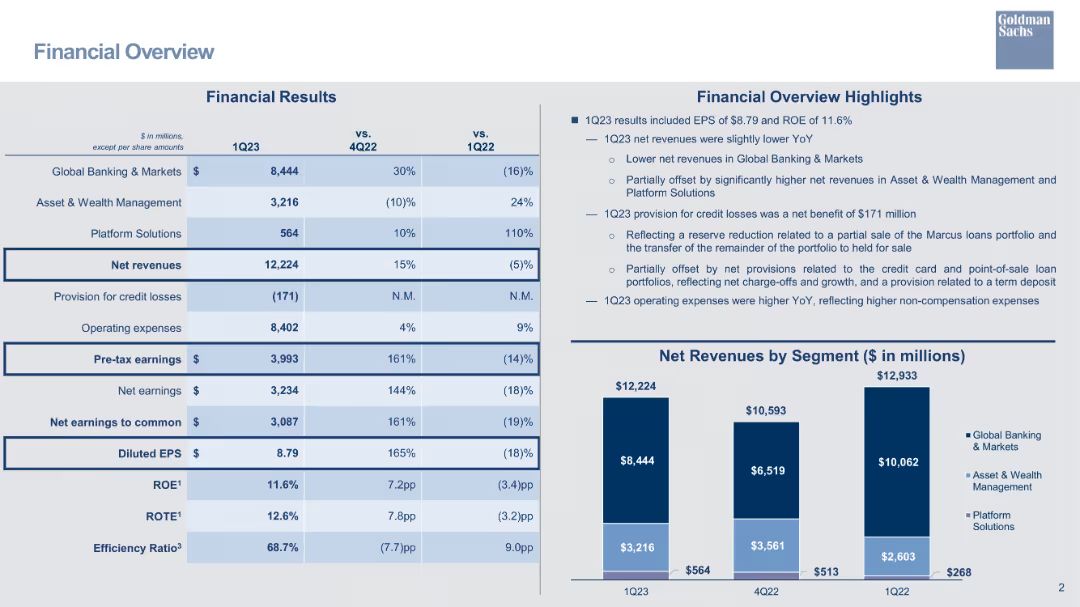 Goldman
Sachs
Financial Overview
Financial Results
$ in millions,
except per share amounts
1Q23
vs.
4Q22
vs.
1Q22
Global Banking & Markets $ 8,444 30% (16)%
Asset & Wealth Management 3,216 (10)% 24%
Platform Solutions 564 10% 110%
Net revenues 12,224 15% (5)%
Provision for credit losses (171) N.M. N.M.
Operating expenses 8,402 4% 9%
Pre-tax earnings $ 3,993 161% (14)%
Net earnings $ 3,234 144% (18)%
Net earnings to common $ 3,087 161% (19)%
Diluted EPS $ 8.79 165% (18)%
ROE¹ 11.6% 7.2pp (3.4)pp
ROTE¹ 12.6% 7.8pp (3.2)pp
Efficiency Ratio³ 68.7% (7.7)pp 9.0pp
Financial Overview Highlights
■ 1Q23 results included EPS of $8.79 and ROE of 11.6%
— 1Q23 net revenues were slightly lower YoY
○ Lower net revenues in Global Banking & Markets
○ Partially offset by significantly higher net revenues in Asset & Wealth Management and
Platform Solutions
— 1Q23 provision for credit losses was a net benefit of $171 million
○ Reflecting a reserve reduction related to a partial sale of the Marcus loans portfolio and
the transfer of the remainder of the portfolio to held for sale
○ Partially offset by net provisions related to the credit card and point-of-sale loan
portfolios, reflecting net charge-offs and growth, and a provision related to a term deposit
— 1Q23 operating expenses were higher YoY, reflecting higher non-compensation expenses
Net Revenues by Segment ($ in millions)
$12,224
$8,444
$3,216
$564
1Q23
$10,593
$6,519
$3,561
$513
4Q22
$12,933
$10,062
$2,603
$268
1Q22
Global Banking
& Markets
Asset & Wealth
Management
Platform
Solutions
2